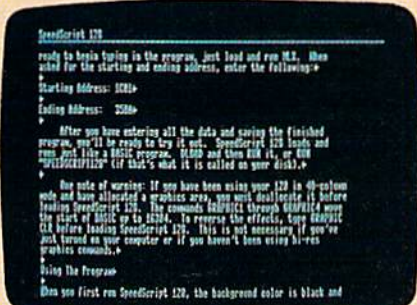 SpeedScript 128
ready to begin typing in the program, just load and run MLX. When
asked for the starting and ending address, enter the following:
Starting Address: 1C01
Ending Address: 3580
After you have entering all the data and saving the finished
program, you'll be ready to try it out. SpeedScript 128 loads and
runs just like a BASIC program. DLOAD and then RUN it, or RUN
"SPEEDSCRIPT128" (if that's what it is called on your disk).
One note of warning: If you have been using your 128 in 40-column
mode and have allocated a graphics area, you must deallocate it before
loading SpeedScript 128. The commands GRAPHIC1 through GRAPHIC4 move
the start of BASIC up to 16384. To reverse the effects, type GRAPHIC
CLR before loading SpeedScript 128. This is not necessary if you've
just turned on your computer or if you haven't been using hi-res
graphics commands.
Using The Program
When you first run SpeedScript 128, the background color is black and